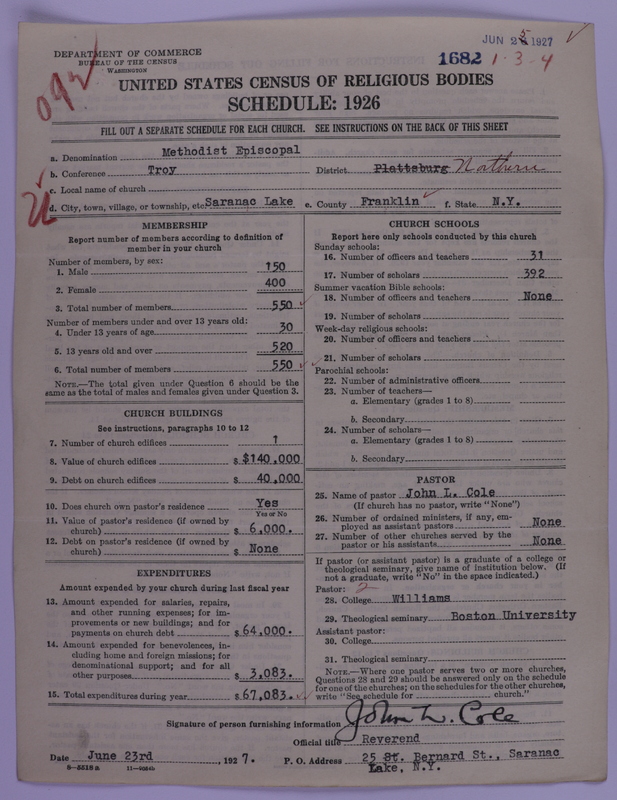 JUN 25 1927
DEPARTMENT OF COMMERCE
BUREAU OF THE CENSUS
WASHINGTON
1682 1-3-4
UNITED STATES CENSUS OF RELIGIOUS BODIES
SCHEDULE: 1926
FILL OUT A SEPARATE SCHEDULE FOR EACH CHURCH. SEE INSTRUCTIONS ON THE BACK OF THIS SHEET
a. Denomination Methodist Episcopal
b. Conference Troy District Plattsburg Northern
c. Local name of church
d. City, town, village, or township, etc. Saranac Lake e. County Franklin f. State N.Y.
MEMBERSHIP
Report number of members according to definition of
member in your church
Number of members, by sex:
1. Male 150
2. Female 400
3. Total number of members 550
Number of members under and over 13 years old:
4. Under 13 years of age 30
5. 13 years old and over 520
6. Total number of members 550
NOTE.—The total given under Question 6 should be the
same as the total of males and females given under Question 3.
CHURCH BUILDINGS
See instructions, paragraphs 10 to 12
7. Number of church edifices 1
8. Value of church edifices $ $140,000
9. Debt on church edifices $ 40,000
10. Does church own pastor's residence Yes
Yes or No
11. Value of pastor's residence (if owned by
church) $ 6,000.
12. Debt on pastor's residence (if owned by
church) $ None
EXPENDITURES
Amount expended by your church during last fiscal year
13. Amount expended for salaries, repairs,
and other running expenses; for im-
provements or new buildings; and for
payments on church debt $ 64,000.
14. Amount expended for benevolences, in-
cluding home and foreign missions; for
denominational support; and for all
other purposes $ 3,083.
15. Total expenditures during year $ 67,083.
CHURCH SCHOOLS
Report here only schools conducted by this church
Sunday schools:
16. Number of officers and teachers 31
17. Number of scholars 392
Summer vacation Bible schools:
18. Number of officers and teachers None
19. Number of scholars
Week-day religious schools:
20. Number of officers and teachers
21. Number of scholars
Parochial schools:
22. Number of administrative officers
23. Number of teachers—
a. Elementary (grades 1 to 8)
b. Secondary
24. Number of scholars—
a. Elementary (grades 1 to 8)
b. Secondary
PASTOR
25. Name of pastor John L. Cole
(If church has no pastor, write "None")
26. Number of ordained ministers, if any, em-
ployed as assistant pastors None
27. Number of other churches served by the
pastor or his assistants None
If pastor (or assistant pastor) is a graduate of a college or
theological seminary, give name of institution below. (If
not a graduate, write "No" in the space indicated.)
Pastor: 2
28. College Williams
29. Theological seminary Boston University
Assistant pastor:
30. College
31. Theological seminary
NOTE.—Where one pastor serves two or more churches,
Questions 28 and 29 should be answered only on the schedule
for one of the churches; on the schedules for the other churches,
write "See schedule for church."
Signature of person furnishing information John L. Cole
Official title Reverend
Date June 23rd, 1927. P. O. Address 25 St. Bernard St., Saranac
Lake, N.Y.
8-5218a 11-9084b